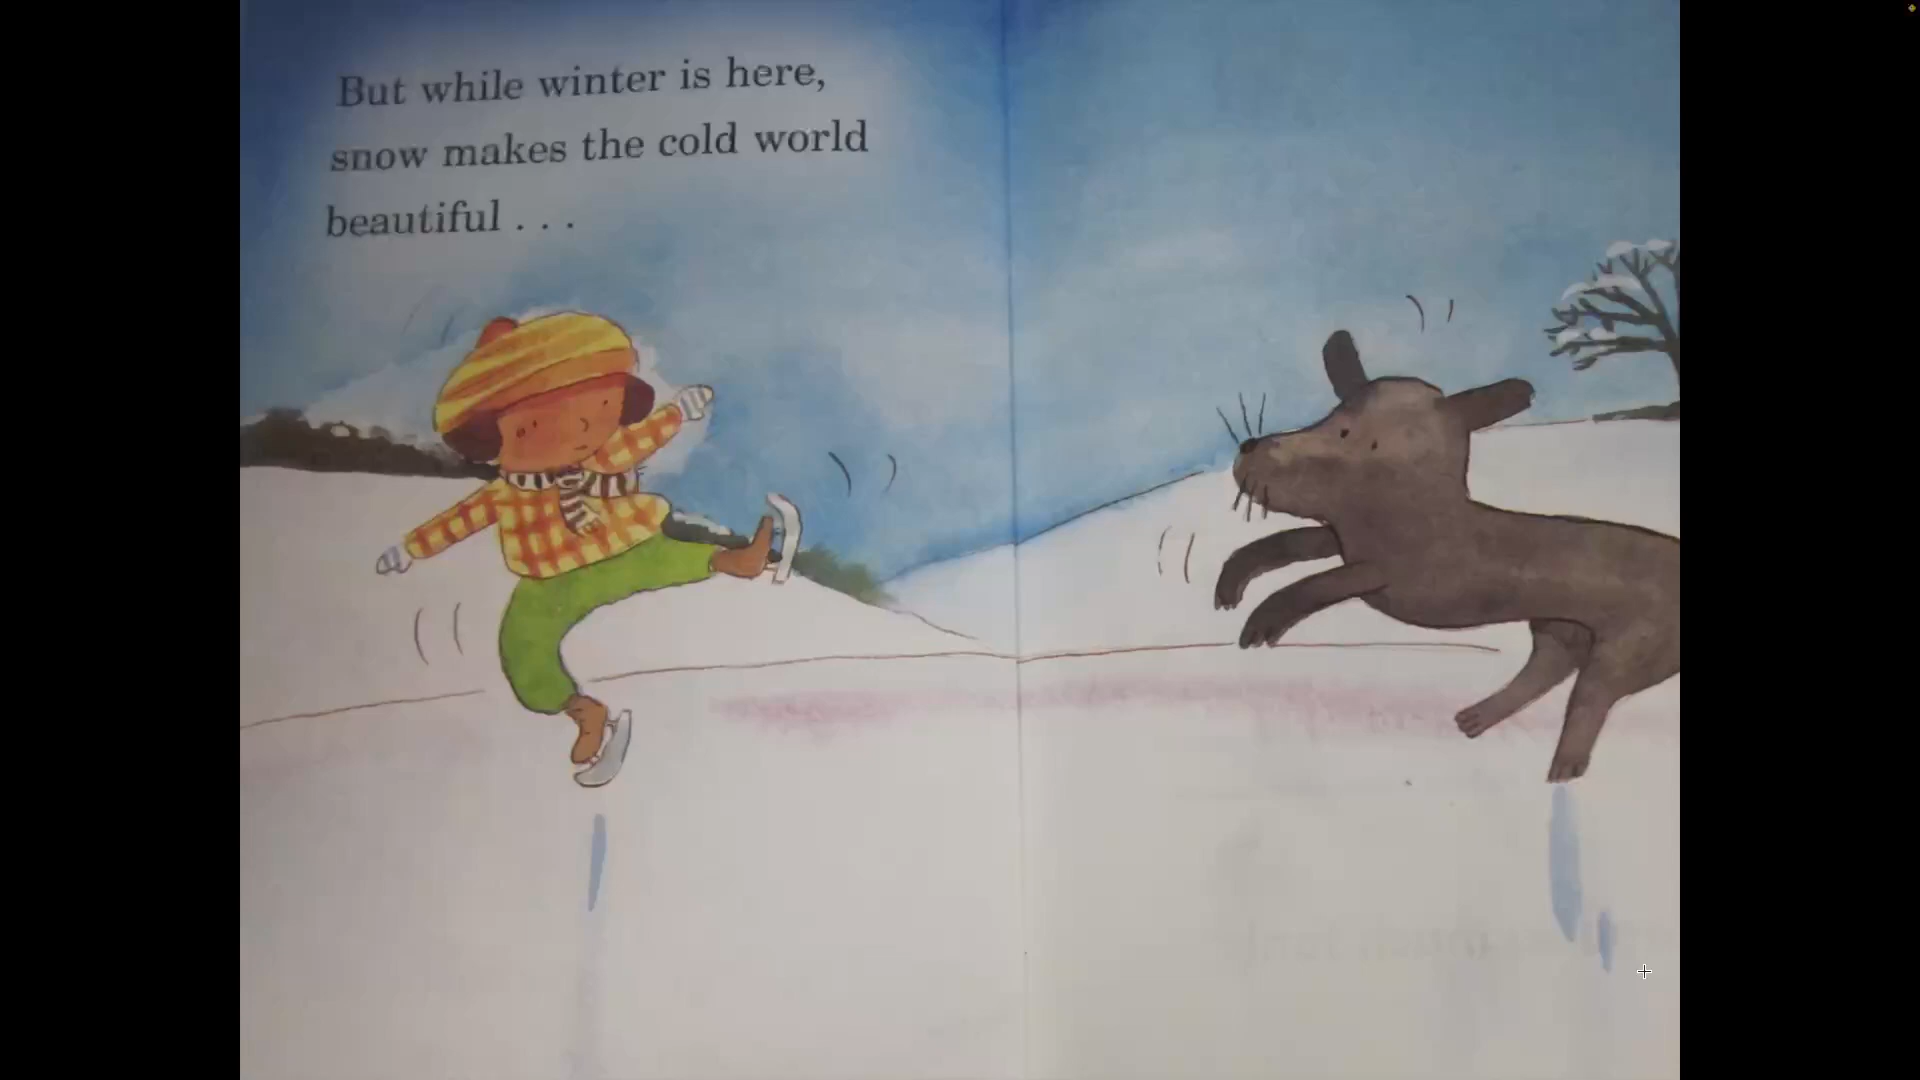 But while winter is here,
snow makes the cold world
beautiful . . .